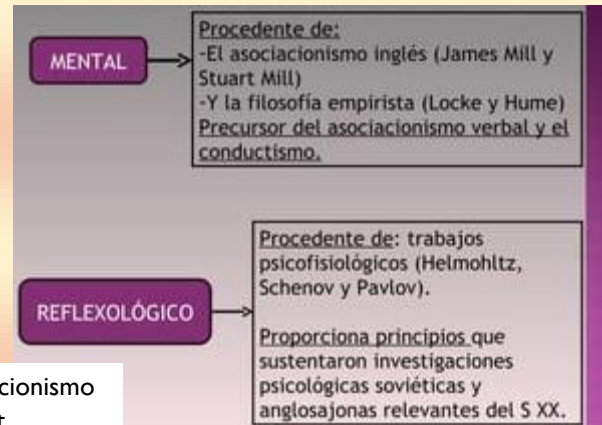 MENTAL
Procedente de:
-El asociacionismo inglés (James Mill y
Stuart Mill)
-Y la filosofía empirista (Locke y Hume)
Precursor del asociacionismo verbal y el
conductismo.
REFLEXOLÓGICO
Procedente de: trabajos
psicofisiológicos (Helmohltz,
Schenov y Pavlov).
Proporciona principios que
sustentaron investigaciones
psicológicas soviéticas y
anglosajonas relevantes del S XX.